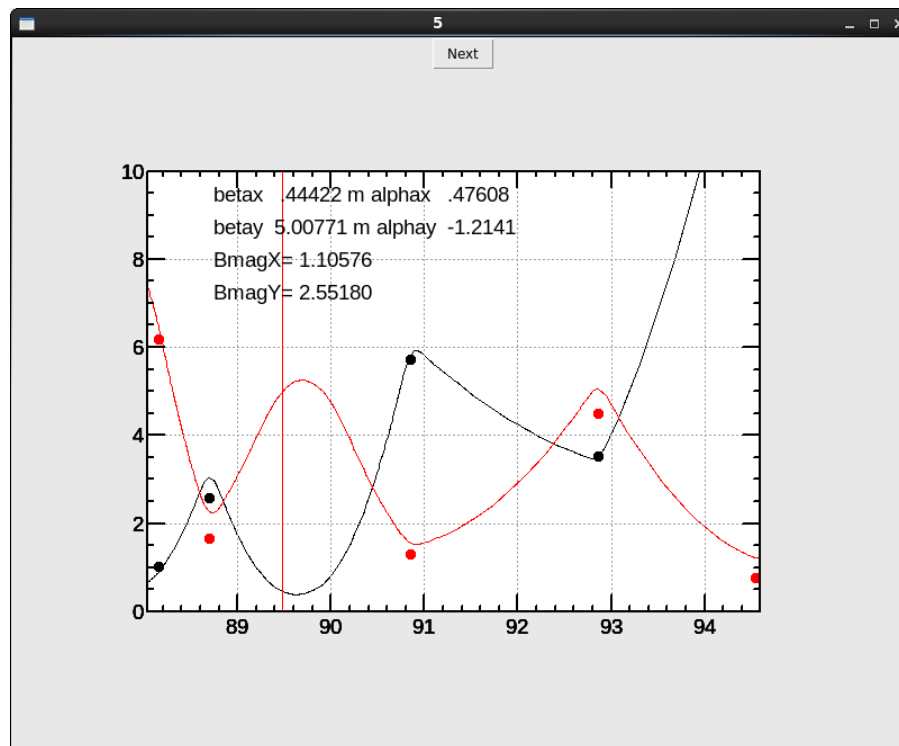 5
Next
10
betax .44422 m alphax .47608
betay 5.00771 m alphay -1.2141
8
BmagX= 1.10576
BmagY= 2.55180
6
4
2
0
89 90 91 92 93 94